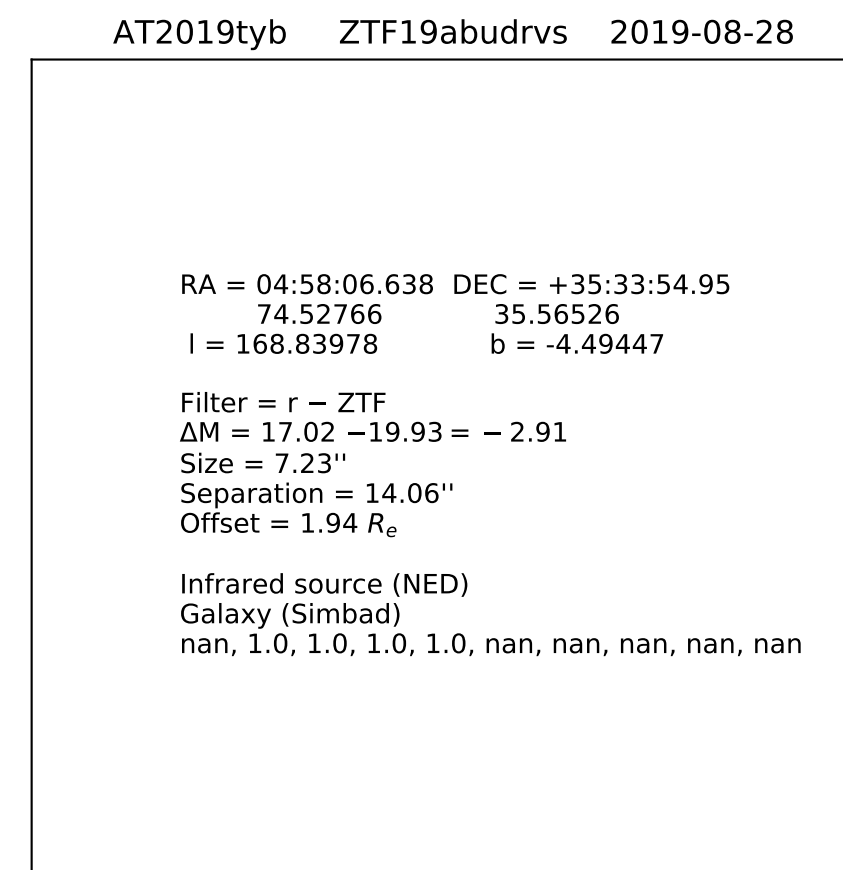 AT2019tyb ZTF19abudrvs 2019-08-28
RA = 04:58:06.638 DEC = +35:33:54.95
74.52766 35.56526
l = 168.83978 b = -4.49447
Filter = r − ZTF
ΔM = 17.02 −19.93 = − 2.91
Size = 7.23''
Separation = 14.06''
Offset = 1.94 Rₑ
Infrared source (NED)
Galaxy (Simbad)
nan, 1.0, 1.0, 1.0, 1.0, nan, nan, nan, nan, nan